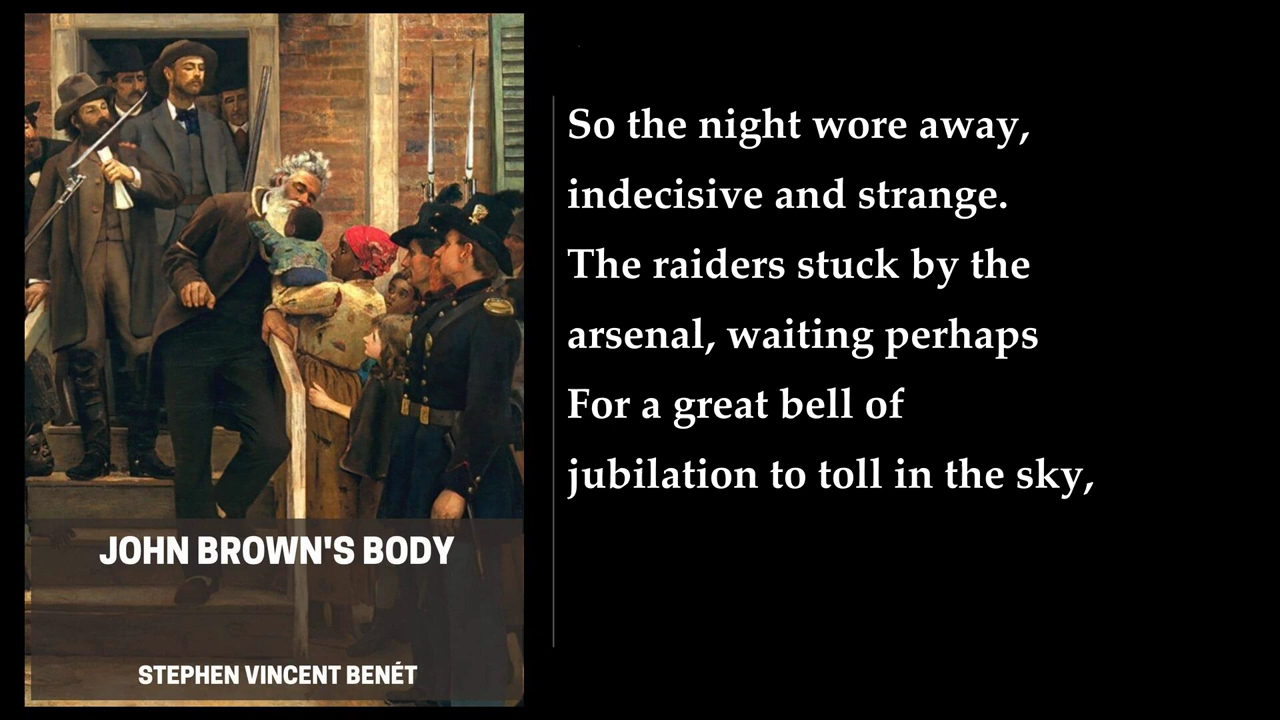 So the night wore away,
indecisive and strange.
The raiders stuck by the
arsenal, waiting perhaps
For a great bell of
jubilation to toll in the sky,
JOHN BROWN'S BODY
STEPHEN VINCENT BENÉT